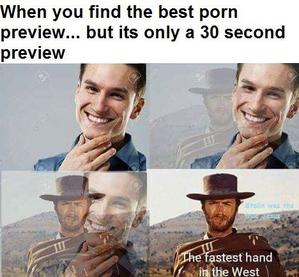 When you find the best porn
preview... but its only a 30 second
preview
The fastest hand
in the West